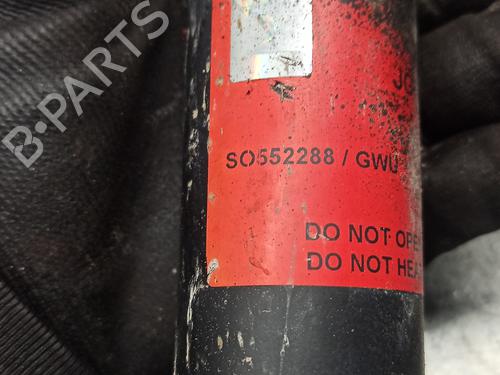 B-PARTS
SO552288 / GWU
DO NOT OPE
DO NOT HEA